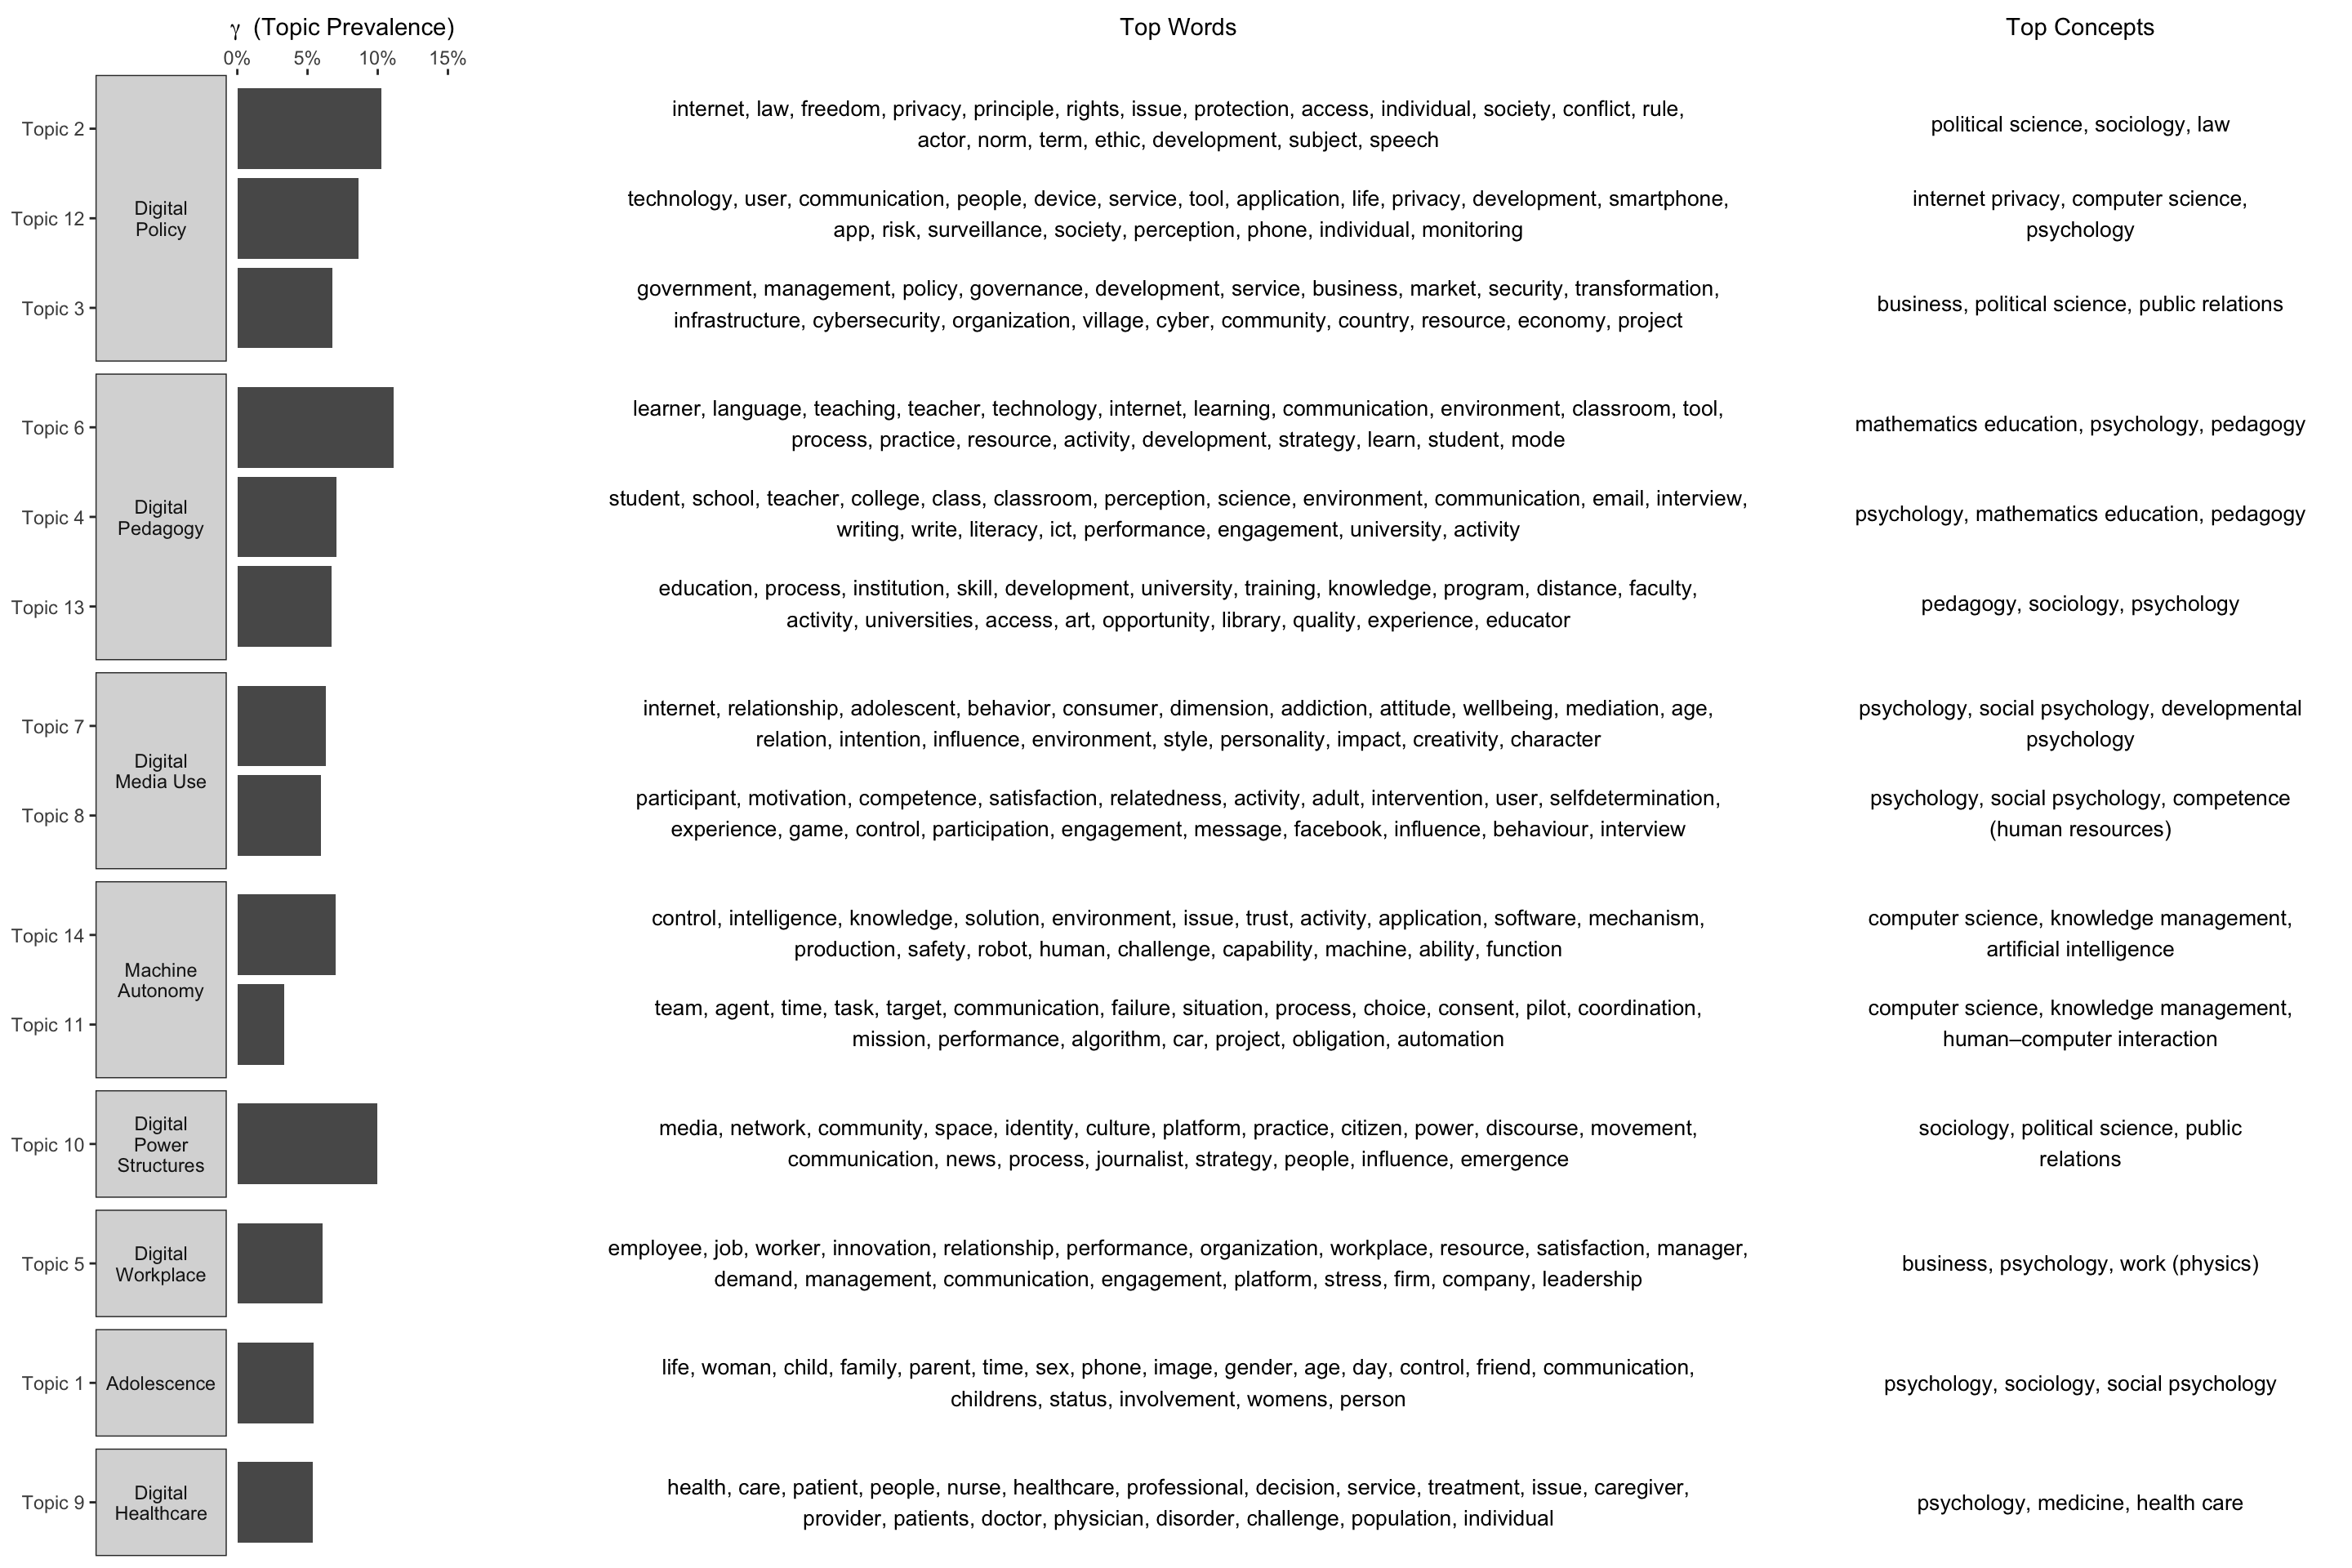 γ (Topic Prevalence)
Top Words
Top Concepts
0% 5% 10% 15%
Digital
Policy
Topic 2
internet, law, freedom, privacy, principle, rights, issue, protection, access, individual, society, conflict, rule,
actor, norm, term, ethic, development, subject, speech
political science, sociology, law
Topic 12
technology, user, communication, people, device, service, tool, application, life, privacy, development, smartphone,
app, risk, surveillance, society, perception, phone, individual, monitoring
internet privacy, computer science,
psychology
Topic 3
government, management, policy, governance, development, service, business, market, security, transformation,
infrastructure, cybersecurity, organization, village, cyber, community, country, resource, economy, project
business, political science, public relations
Digital
Pedagogy
Topic 6
learner, language, teaching, teacher, technology, internet, learning, communication, environment, classroom, tool,
process, practice, resource, activity, development, strategy, learn, student, mode
mathematics education, psychology, pedagogy
Topic 4
student, school, teacher, college, class, classroom, perception, science, environment, communication, email, interview,
writing, write, literacy, ict, performance, engagement, university, activity
psychology, mathematics education, pedagogy
Topic 13
education, process, institution, skill, development, university, training, knowledge, program, distance, faculty,
activity, universities, access, art, opportunity, library, quality, experience, educator
pedagogy, sociology, psychology
Digital
Media Use
Topic 7
internet, relationship, adolescent, behavior, consumer, dimension, addiction, attitude, wellbeing, mediation, age,
relation, intention, influence, environment, style, personality, impact, creativity, character
psychology, social psychology, developmental
psychology
Topic 8
participant, motivation, competence, satisfaction, relatedness, activity, adult, intervention, user, selfdetermination,
experience, game, control, participation, engagement, message, facebook, influence, behaviour, interview
psychology, social psychology, competence
(human resources)
Machine
Autonomy
Topic 14
control, intelligence, knowledge, solution, environment, issue, trust, activity, application, software, mechanism,
production, safety, robot, human, challenge, capability, machine, ability, function
computer science, knowledge management,
artificial intelligence
Topic 11
team, agent, time, task, target, communication, failure, situation, process, choice, consent, pilot, coordination,
mission, performance, algorithm, car, project, obligation, automation
computer science, knowledge management,
human–computer interaction
Digital
Power
Structures
Topic 10
media, network, community, space, identity, culture, platform, practice, citizen, power, discourse, movement,
communication, news, process, journalist, strategy, people, influence, emergence
sociology, political science, public
relations
Digital
Workplace
Topic 5
employee, job, worker, innovation, relationship, performance, organization, workplace, resource, satisfaction, manager,
demand, management, communication, engagement, platform, stress, firm, company, leadership
business, psychology, work (physics)
Adolescence
Topic 1
life, woman, child, family, parent, time, sex, phone, image, gender, age, day, control, friend, communication,
childrens, status, involvement, womens, person
psychology, sociology, social psychology
Digital
Healthcare
Topic 9
health, care, patient, people, nurse, healthcare, professional, decision, service, treatment, issue, caregiver,
provider, patients, doctor, physician, disorder, challenge, population, individual
psychology, medicine, health care